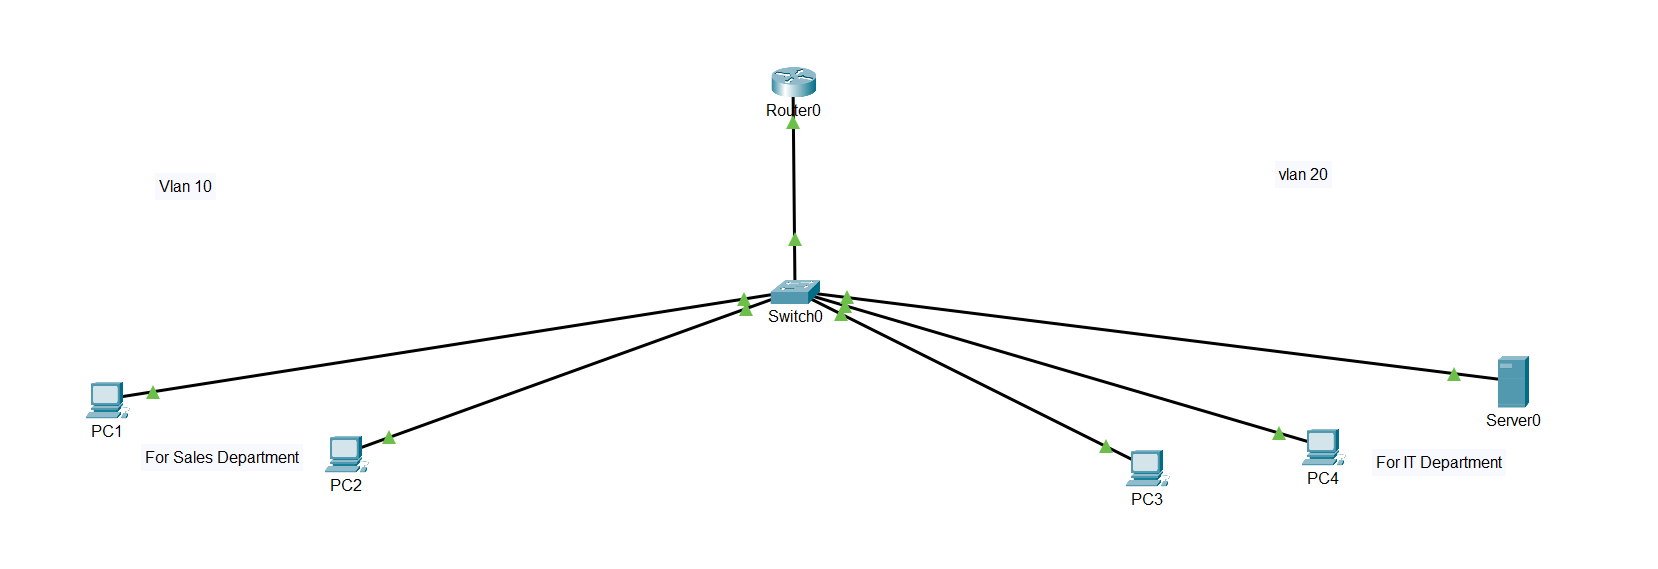 Router0
Vlan 10
vlan 20
Switch0
PC1
For Sales Department
PC2
Server0
PC4
For IT Department
PC3